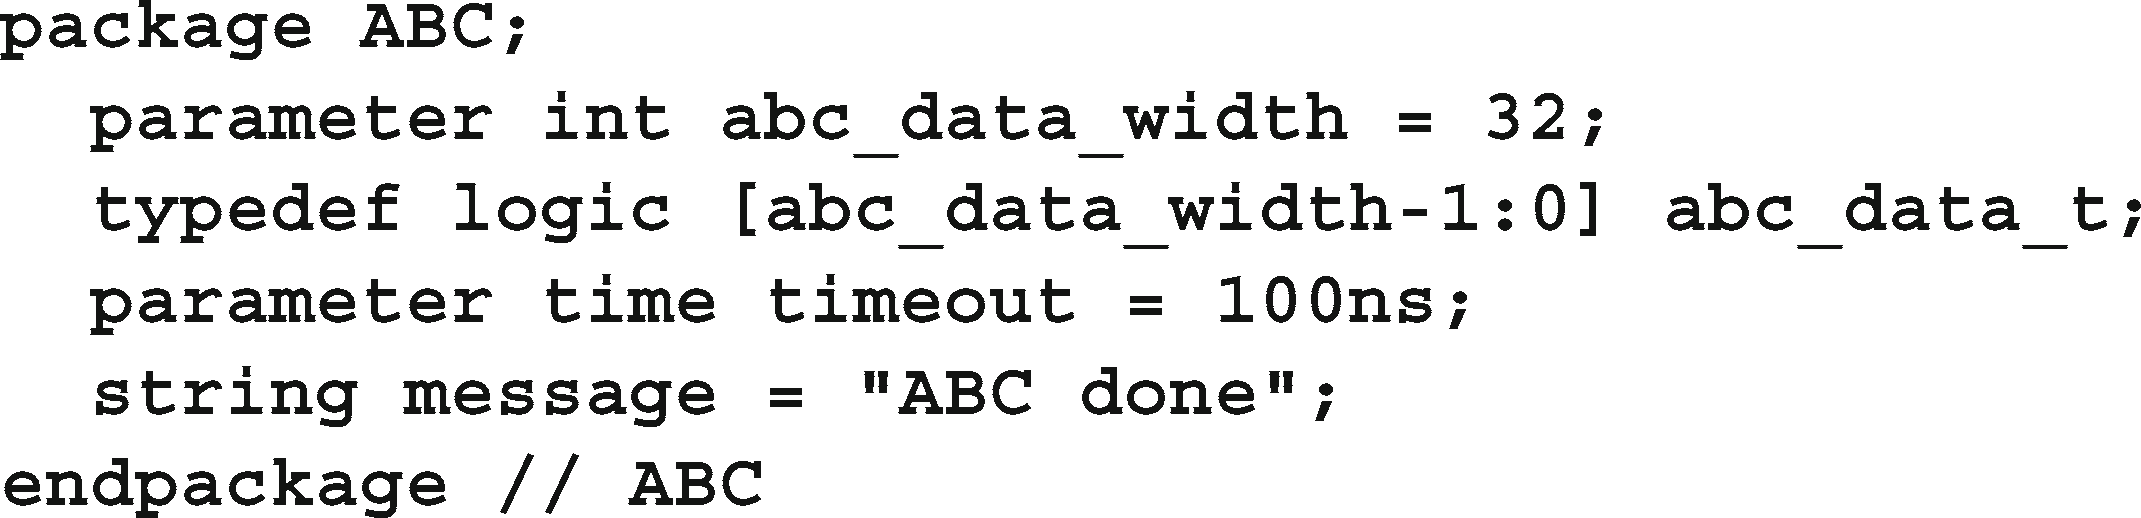 package ABC;
  parameter int abc_data_width = 32;
  typedef logic [abc_data_width-1:0] abc_data_t;
  parameter time timeout = 100ns;
  string message = "ABC done";
endpackage // ABC